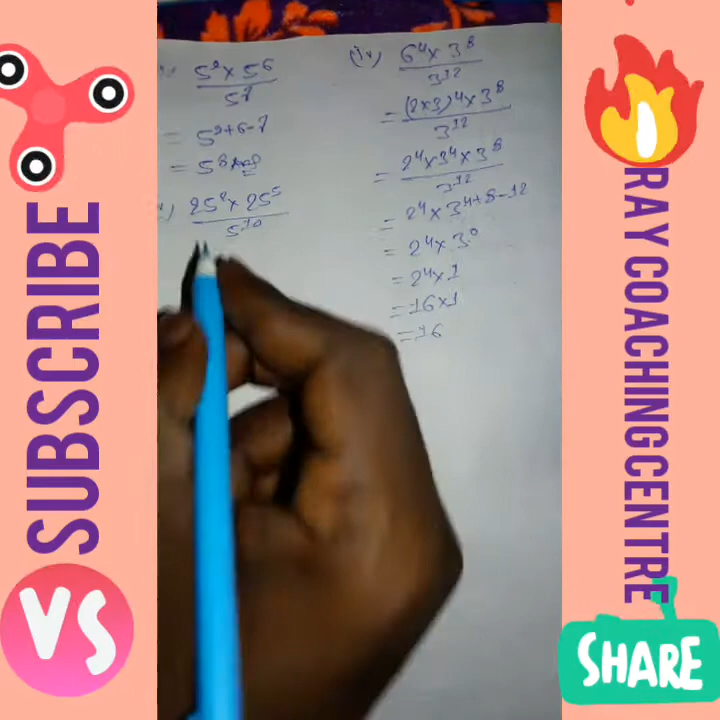 SUBSCRIBE
VS
5² × 5⁶
5⁷
= 5²⁺⁶⁻⁷
25² × 25⁵
5¹⁰
(iv) 6⁴ × 3⁸
3¹²
= (2×3)⁴ × 3⁸
3¹²
= 2⁴ × 3⁴ × 3⁸
3¹²
= 2⁴ × 3⁴⁺⁸⁻¹²
= 2⁴ × 3⁰
= 2⁴ × 1
= 16 × 1
= 16
RAY COACHING CENTRE
SHARE